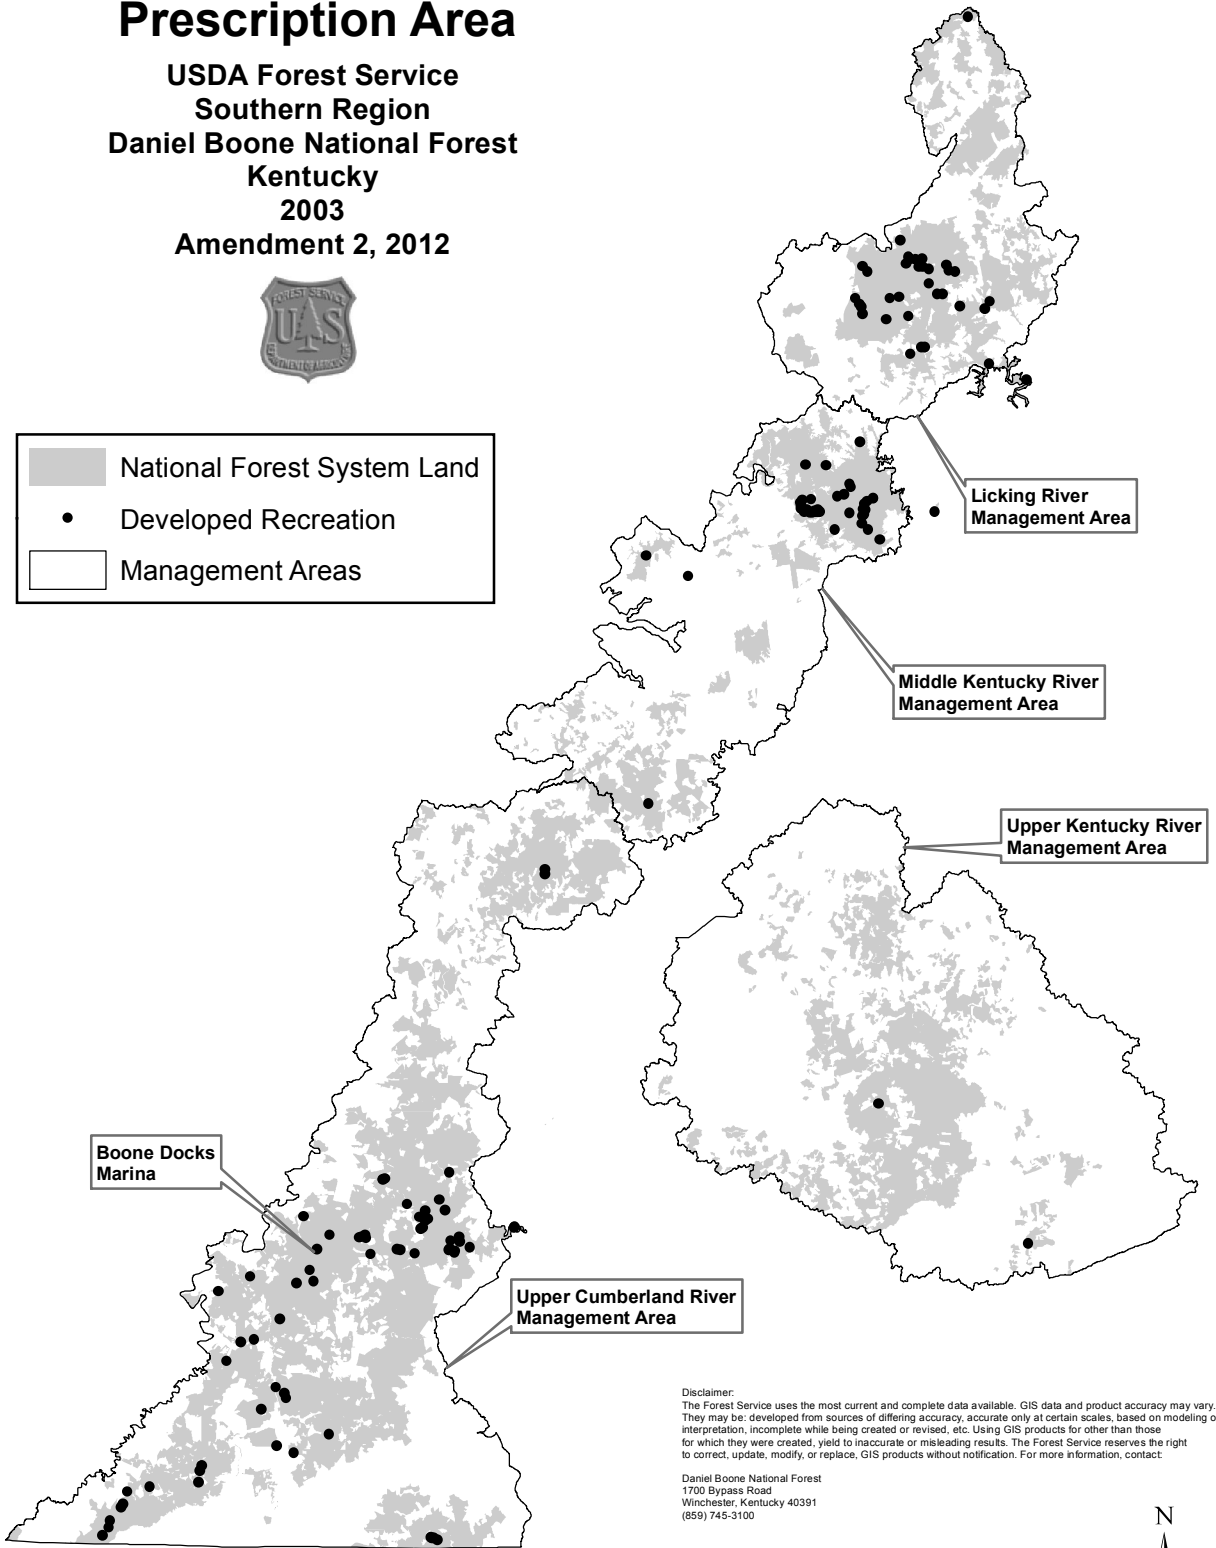 Prescription Area
USDA Forest Service
Southern Region
Daniel Boone National Forest
Kentucky
2003
Amendment 2, 2012
FOREST SERVICE
U S
DEPARTMENT OF AGRICULTURE
National Forest System Land
Developed Recreation
Management Areas
Licking River
Management Area
Middle Kentucky River
Management Area
Upper Kentucky River
Management Area
Boone Docks
Marina
Upper Cumberland River
Management Area
Disclaimer:
The Forest Service uses the most current and complete data available. GIS data and product accuracy may vary.
They may be: developed from sources of differing accuracy, accurate only at certain scales, based on modeling o
interpretation, incomplete while being created or revised, etc. Using GIS products for other than those
for which they were created, yield to inaccurate or misleading results. The Forest Service reserves the right
to correct, update, modify, or replace, GIS products without notification. For more information, contact:
Daniel Boone National Forest
1700 Bypass Road
Winchester, Kentucky 40391
(859) 745-3100
N